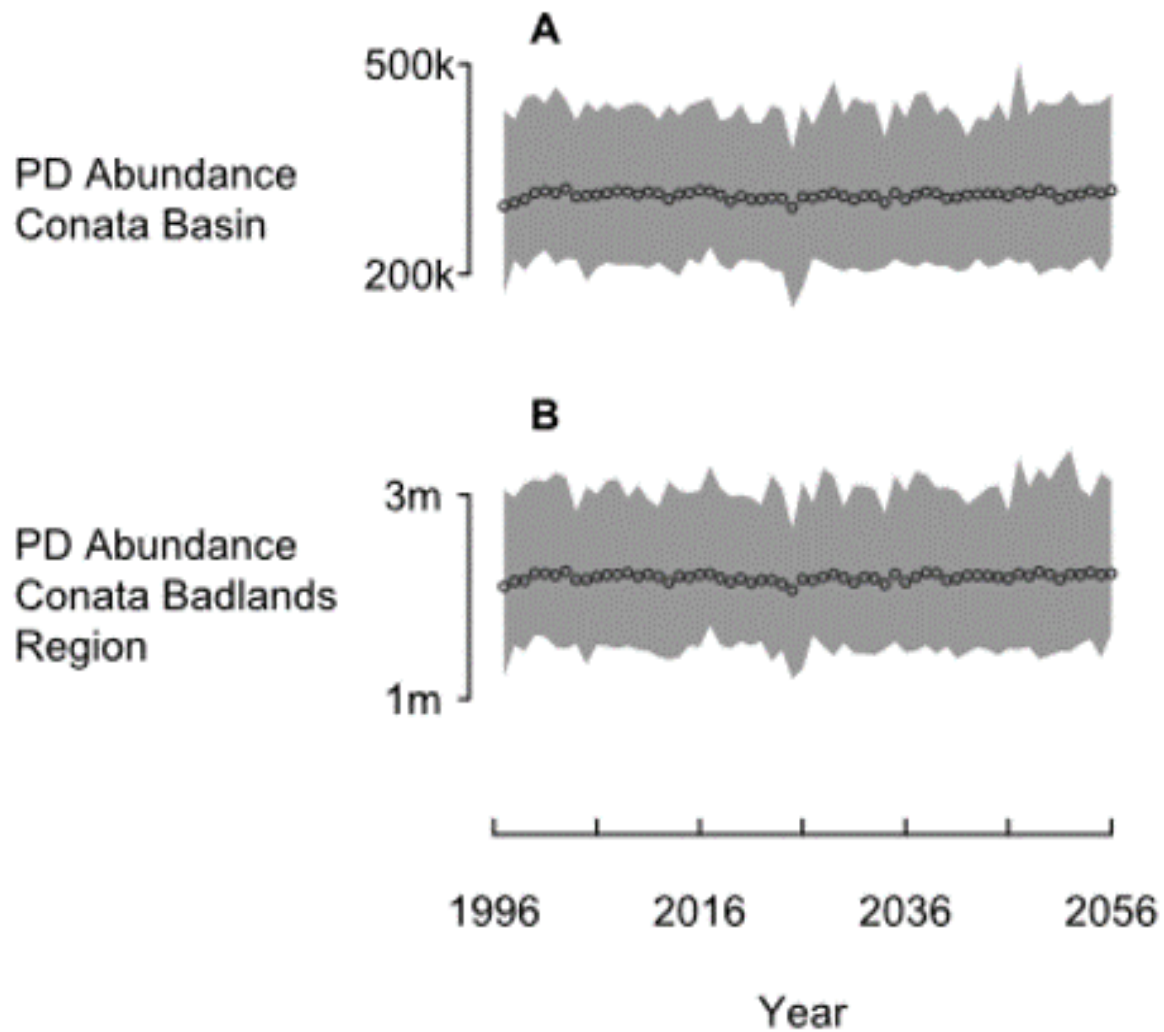 A
500k
PD Abundance
Conata Basin
200k
B
3m
PD Abundance
Conata Badlands
Region
1m
1996 2016 2036 2056
Year